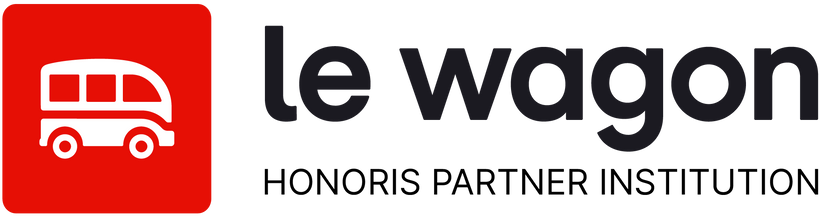 le wagon
HONORIS PARTNER INSTITUTION